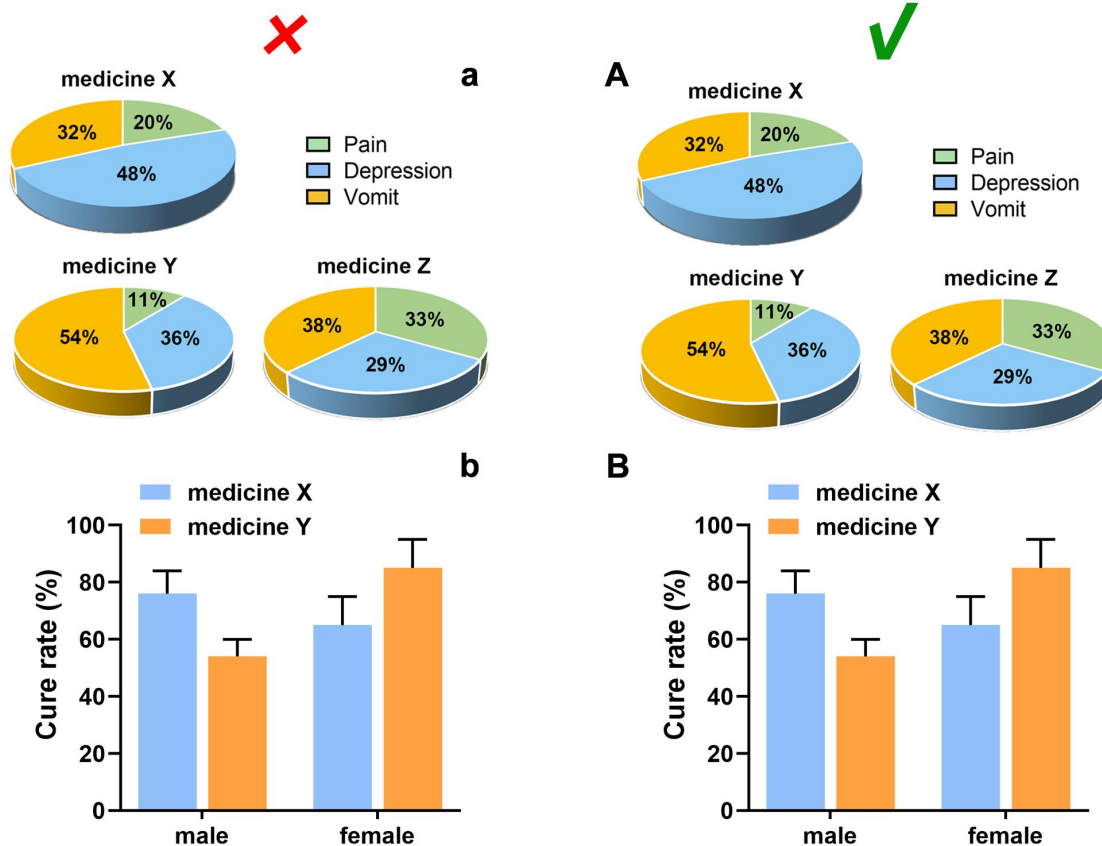 medicine X
a
32%
20%
48%
Pain
Depression
Vomit
medicine Y
medicine Z
11%
54%
36%
38%
33%
29%
b
medicine X
medicine Y
Cure rate (%)
100
80
60
40
20
0
male
female
A
medicine X
32%
20%
48%
Pain
Depression
Vomit
medicine Y
medicine Z
11%
54%
36%
38%
33%
29%
B
medicine X
medicine Y
Cure rate (%)
100
80
60
40
20
0
male
female